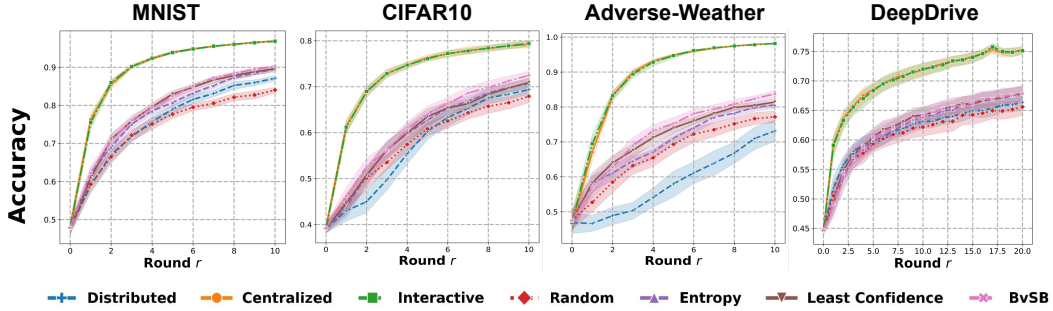 MNIST CIFAR10 Adverse-Weather DeepDrive
Accuracy
0.9 0.8 0.7 0.6 0.5
0 2 4 6 8 10
Round r
0.8 0.7 0.6 0.5 0.4
0 2 4 6 8 10
Round r
1.0 0.9 0.8 0.7 0.6 0.5
0 2 4 6 8 10
Round r
0.75 0.70 0.65 0.60 0.55 0.50 0.45
0.0 2.5 5.0 7.5 10.0 12.5 15.0 17.5 20.0
Round r
Distributed Centralized Interactive Random Entropy Least Confidence BvSB